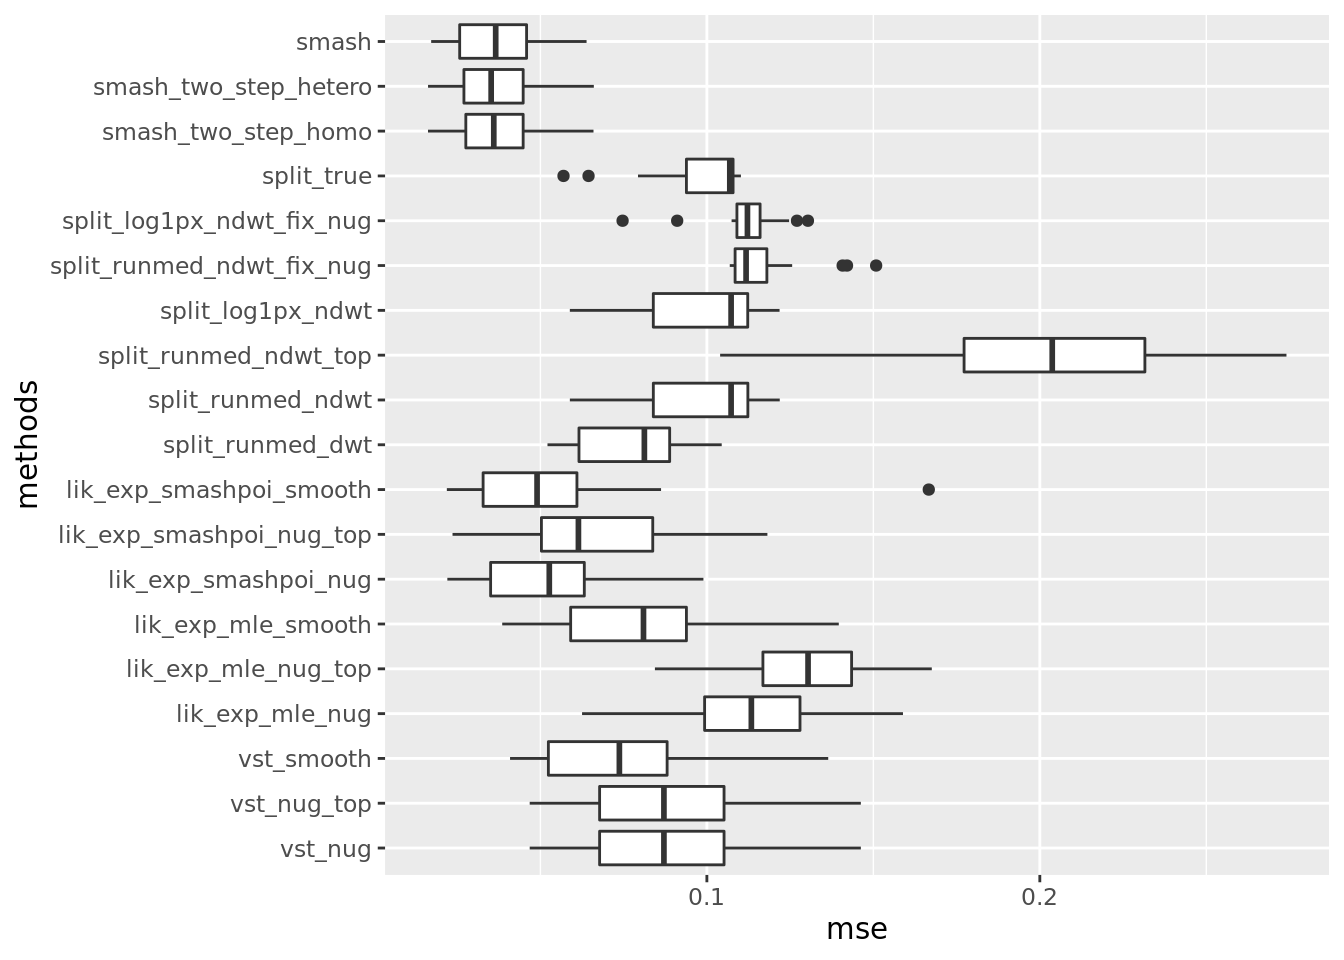 smash
smash_two_step_hetero
smash_two_step_homo
split_true
split_log1px_ndwt_fix_nug
split_runmed_ndwt_fix_nug
split_log1px_ndwt
split_runmed_ndwt_top
split_runmed_ndwt
split_runmed_dwt
lik_exp_smashpoi_smooth
lik_exp_smashpoi_nug_top
lik_exp_smashpoi_nug
lik_exp_mle_smooth
lik_exp_mle_nug_top
lik_exp_mle_nug
vst_smooth
vst_nug_top
vst_nug
methods
0.1 0.2
mse